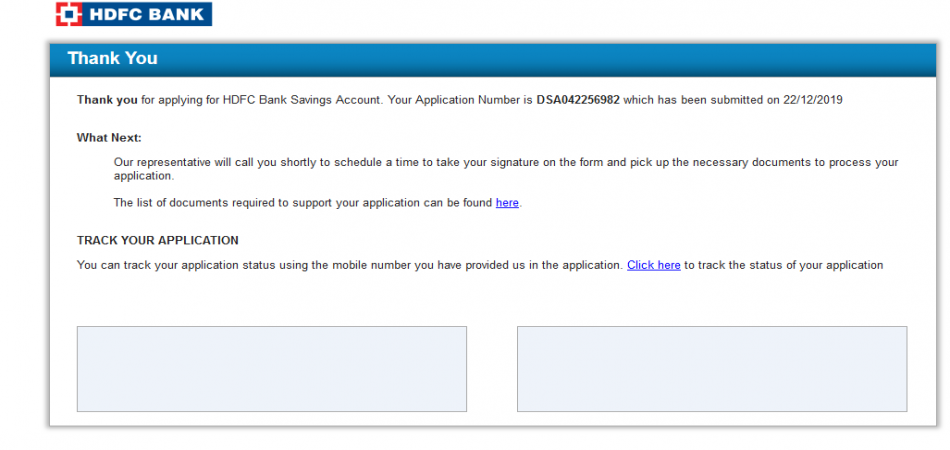 HDFC BANK
Thank You
Thank you for applying for HDFC Bank Savings Account. Your Application Number is DSA042256982 which has been submitted on 22/12/2019
What Next:
Our representative will call you shortly to schedule a time to take your signature on the form and pick up the necessary documents to process your
application.
The list of documents required to support your application can be found here.
TRACK YOUR APPLICATION
You can track your application status using the mobile number you have provided us in the application. Click here to track the status of your application